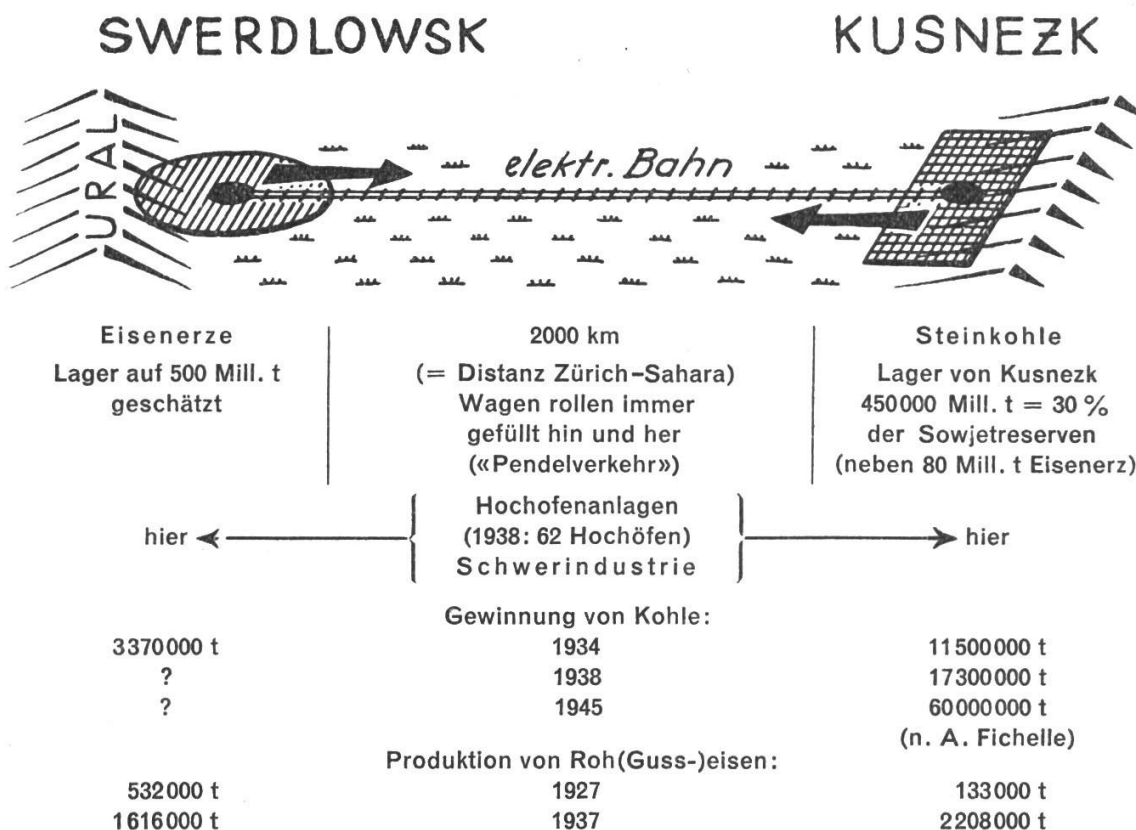 SWERDLOWSK KUSNEZK
URAL
elektr. Bahn
Eisenerze 2000 km Steinkohle
Lager auf 500 Mill. t (= Distanz Zürich–Sahara) Lager von Kusnezk
geschätzt Wagen rollen immer 450000 Mill. t = 30 %
gefüllt hin und her der Sowjetreserven
(«Pendelverkehr») (neben 80 Mill. t Eisenerz)
Hochofenanlagen
hier (1938: 62 Hochöfen) hier
Schwerindustrie
Gewinnung von Kohle:
3370000 t 1934 11500000 t
? 1938 17300000 t
? 1945 60000000 t
(n. A. Fichelle)
Produktion von Roh(Guss-)eisen:
532000 t 1927 133000 t
1616000 t 1937 2208000 t